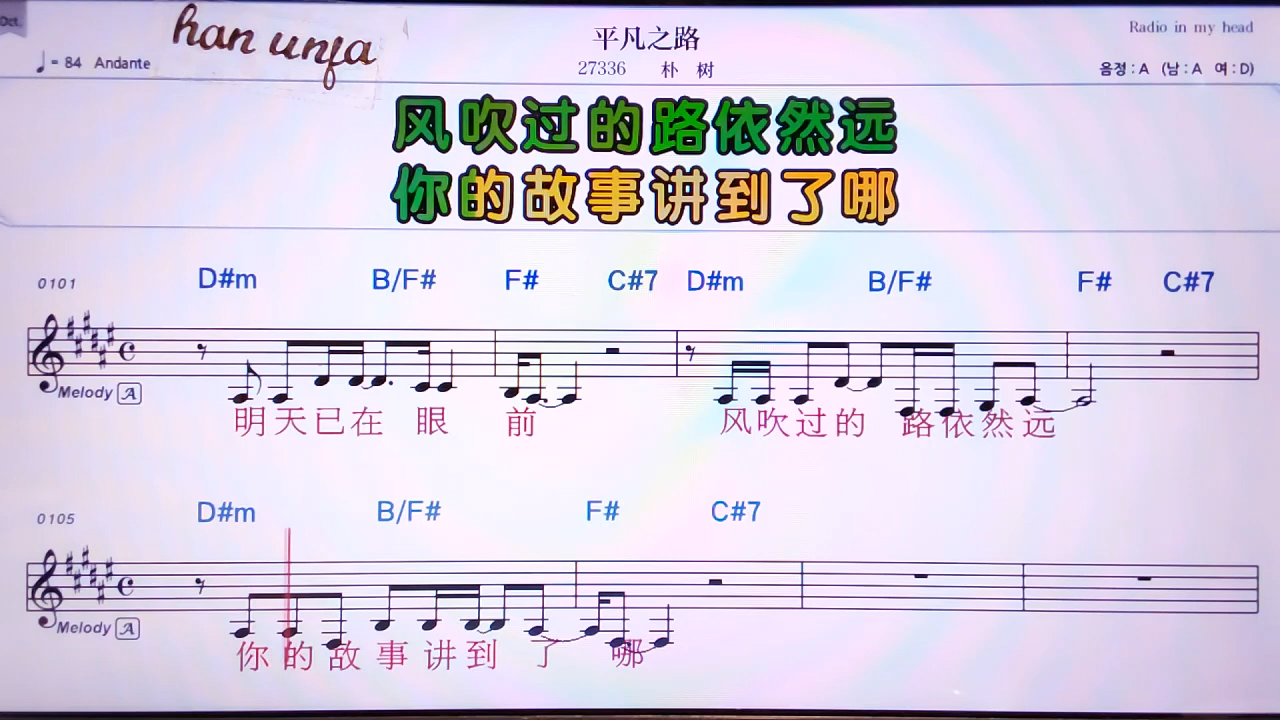 Oct.
han unfa
平凡之路
Radio in my head
♩= 84 Andante
27336 朴 树
음정 : A (남 : A 여 : D)
风吹过的路依然远
你的故事讲到了哪
0101 D#m B/F# F# C#7 D#m B/F# F# C#7
Melody A
明天已在 眼 前 风吹过的 路依然远
0105 D#m B/F# F# C#7
Melody A
你的故事讲到 了 哪